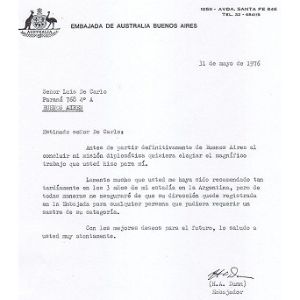 EMBAJADA DE AUSTRALIA BUENOS AIRES
1255 - AVDA. SANTA FE 846
TEL. 32 - 6841/9
31 de mayo de 1976
Señor Luis De Carlo
Paraná 768 4º A
BUENOS AIRES
Estimado señor De Carlo:
Antes de partir definitivamente de Buenos Aires al
concluir mi misión diplomática quisiera elogiar el magnífico
trabajo que usted hizo para mí.
Lamento mucho que usted me haya sido recomendado tan
tardíamente en los 3 años de mi estadía en la Argentina, pero de
todas maneras me aseguraré de que su dirección quede registrada
en la Embajada para cualquier persona que pudiera requerir un
sastre de su categoría.
Con los mejores deseos para el futuro, lo saludo a
usted muy atentamente.
(H.A. Dunn)
Embajador